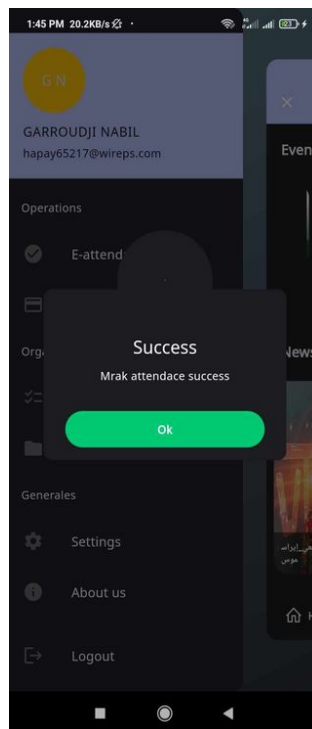 1:45 PM 20.2KB/s
G N
GARROUDJI NABIL
hapay65217@wireps.com
Even
Operations
E-attend
Success
Mrak attendace success
Ok
Orga
News
Generales
Settings
About us
Logout